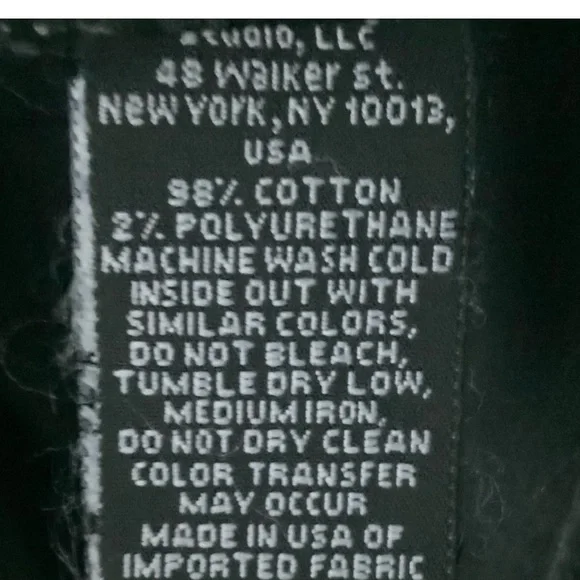 Studio, LLC
48 Walker St.
New York, NY 10013,
USA
98% COTTON
2% POLYURETHANE
MACHINE WASH COLD
INSIDE OUT WITH
SIMILAR COLORS,
DO NOT BLEACH,
TUMBLE DRY LOW,
MEDIUM IRON,
DO NOT DRY CLEAN
COLOR TRANSFER
MAY OCCUR
MADE IN USA OF
IMPORTED FABRIC